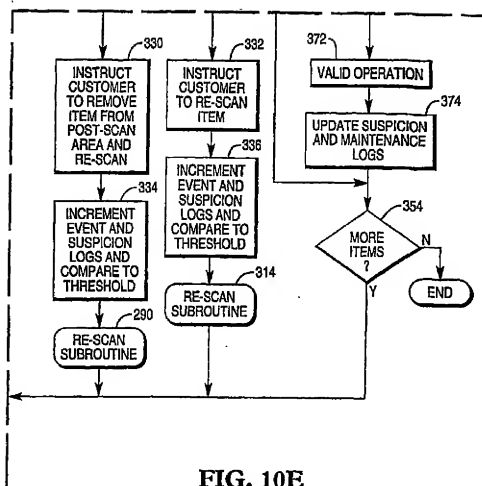 330
INSTRUCT
CUSTOMER
TO REMOVE
ITEM FROM
POST-SCAN
AREA AND
RE-SCAN
334
INCREMENT
EVENT AND
SUSPICION
LOGS AND
COMPARE TO
THRESHOLD
290
RE-SCAN
SUBROUTINE
332
INSTRUCT
CUSTOMER
TO RE-SCAN
ITEM
336
INCREMENT
EVENT AND
SUSPICION
LOGS AND
COMPARE TO
THRESHOLD
314
RE-SCAN
SUBROUTINE
372
VALID OPERATION
374
UPDATE SUSPICION
AND MAINTENANCE
LOGS
354
MORE
ITEMS
?
N
END
Y
FIG. 10E